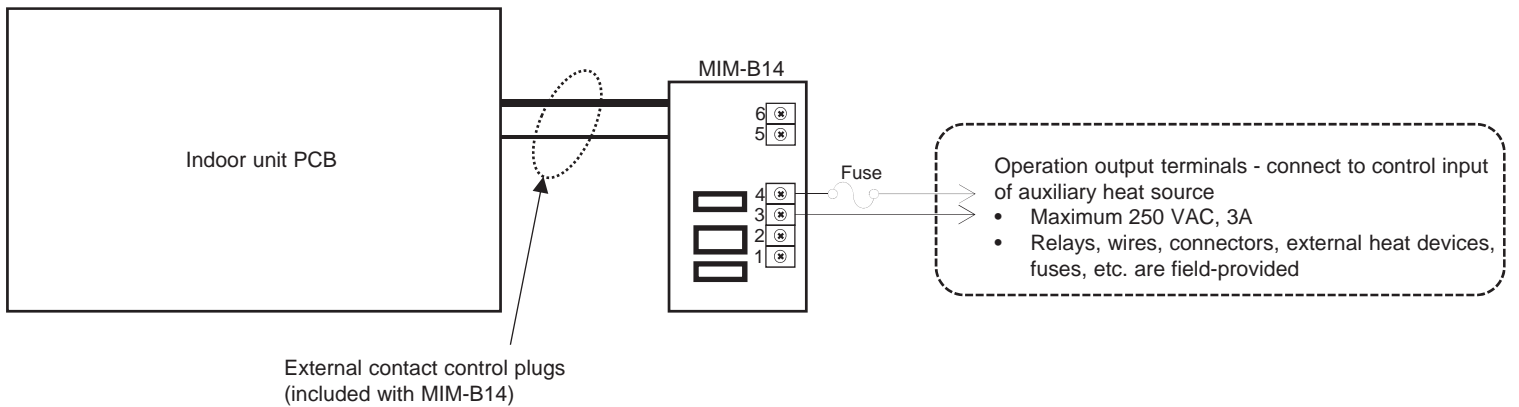 MIM-B14
6
5
Indoor unit PCB
Operation output terminals - connect to control input
of auxiliary heat source
• Maximum 250 VAC, 3A
• Relays, wires, connectors, external heat devices,
fuses, etc. are field-provided
Fuse
4
3
2
1
External contact control plugs
(included with MIM-B14)